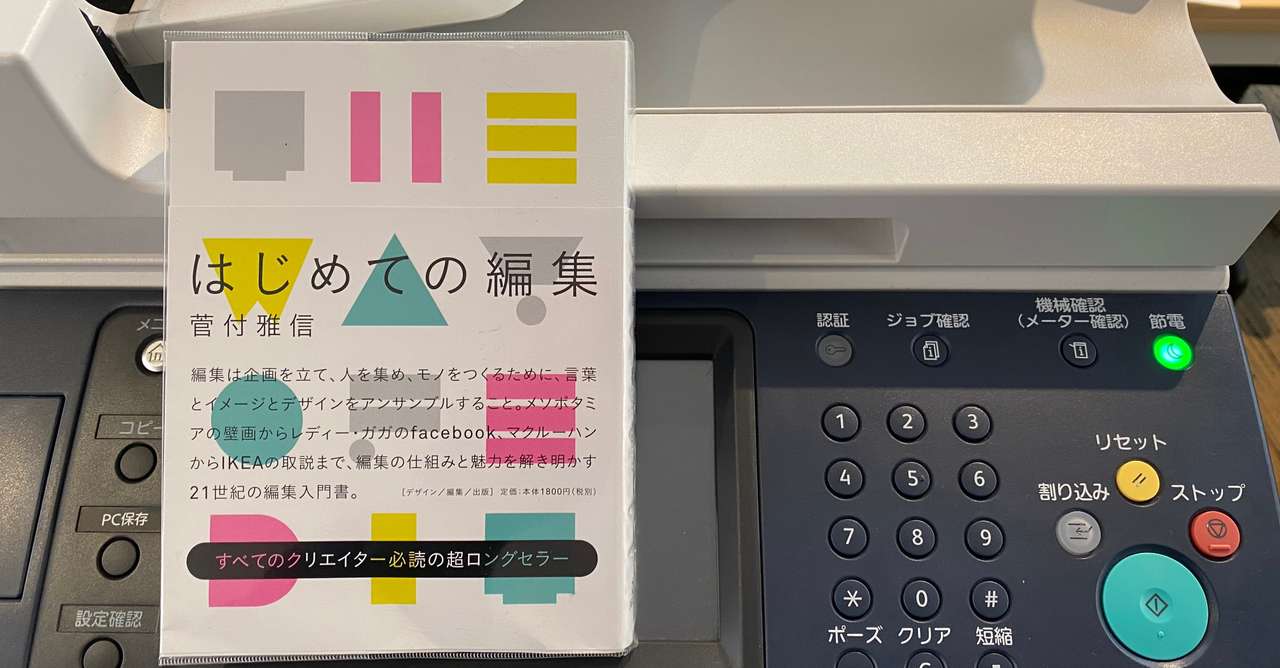 はじめての編集
菅付雅信
編集は企画を立て、人を集め、モノをつくるために、言葉
とイメージとデザインをアンサンブルすること。メソポタミ
アの壁画からレディー・ガガのfacebook、マクルーハン
からIKEAの取説まで、編集の仕組みと魅力を解き明かす
21世紀の編集入門書。
[デザイン/編集/出版] 定価:本体1800円(税別)
すべてのクリエイター必読の超ロングセラー
メニ
コピー
PC保存
設定確認
認証
ジョブ確認
機械確認
(メーター確認)
節電
1 2 3
4 5 6
7 8 9
* 0 #
ポーズ クリア 短縮
C
リセット
割り込み
ストップ